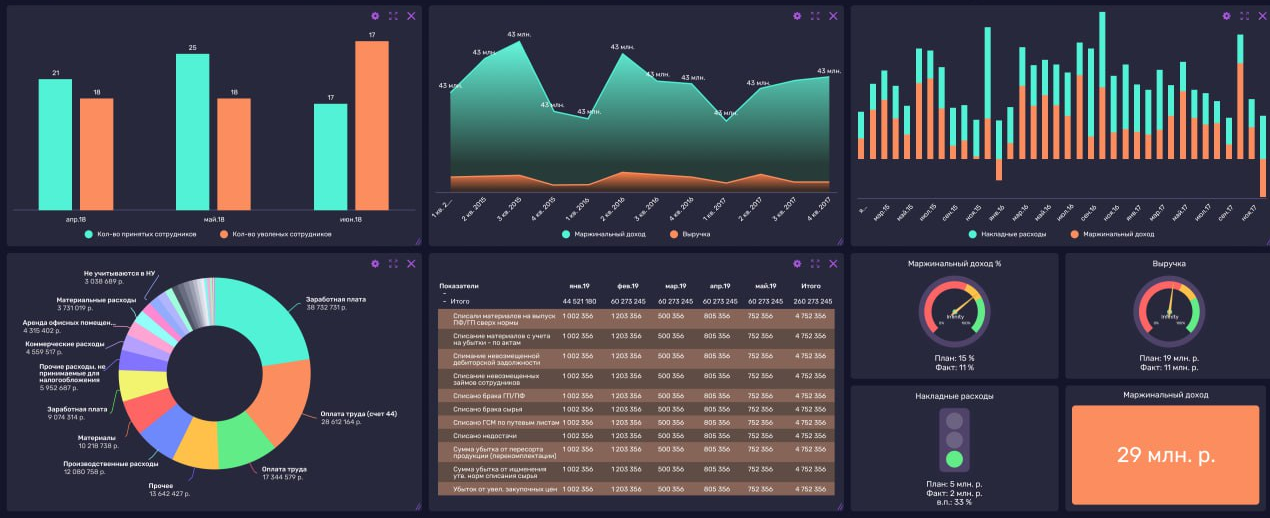 21
18
25
18
17
17
апр.18
май.18
июн.18
Кол-во принятых сотрудников
Кол-во уволеных сотрудников
43 млн.
43 млн.
43 млн.
43 млн.
43 млн.
43 млн.
43 млн.
43 млн.
43 млн.
43 млн.
1 кв. 2...
2 кв. 2015
3 кв. 2015
4 кв. 2015
1 кв. 2016
2 кв. 2016
3 кв. 2016
4 кв. 2016
1 кв. 2017
2 кв. 2017
3 кв. 2017
4 кв. 2017
Маржинальный доход
Выручка
я...
мар.15
май.15
июл.15
сен.15
ноя.15
янв.16
мар.16
май.16
июл.16
сен.16
ноя.16
янв.17
мар.17
май.17
июл.17
сен.17
ноя.17
Накладные расходы
Маржинальный доход
Не учитываются в НУ
3 038 689 р.
Материальные расходы
3 731 019 р.
Аренда офисных помещен...
4 315 402 р.
Коммерческие расходы
4 559 517 р.
Прочие расходы, не
принимаемые для
налогообложения
5 952 687 р.
Заработная плата
9 074 314 р.
Материалы
10 218 738 р.
Производственные расходы
12 080 758 р.
Прочее
13 642 427 р.
Оплата труда
17 344 579 р.
Оплата труда (счет 44)
28 612 164 р.
Заработная плата
38 732 731 р.
Показатели янв.19 фев.19 мар.19 апр.19 май.19 Итого
- Итого 44 521 180 60 273 245 60 273 245 60 273 245 60 273 245 260 273 245
Списали материалов на выпуск 1 002 356 1 203 356 500 356 805 356 752 356 4 752 356
ПФ/ГП сверх нормы
Списание материалов с учета 1 002 356 1 203 356 500 356 805 356 752 356 4 752 356
на убытки - по актам
Спимание невозсмещенной 1 002 356 1 203 356 500 356 805 356 752 356 4 752 356
дебиторской задолжности
Списание невозсмещенных 1 002 356 1 203 356 500 356 805 356 752 356 4 752 356
займов сотрудников
Списано брака ГП/ПФ 1 002 356 1 203 356 500 356 805 356 752 356 4 752 356
Списано брака сырья 1 002 356 1 203 356 500 356 805 356 752 356 4 752 356
Списано ГСМ по путевым листам 1 002 356 1 203 356 500 356 805 356 752 356 4 752 356
Списано недостачи 1 002 356 1 203 356 500 356 805 356 752 356 4 752 356
Сумма убытка от пересорта 1 002 356 1 203 356 500 356 805 356 752 356 4 752 356
продукции (перекомплектации)
Сумма убытка от ищменения 1 002 356 1 203 356 500 356 805 356 752 356 4 752 356
утв. норм списания сырья
Убыток от увел. закупочных цен 1 002 356 1 203 356 500 356 805 356 752 356 4 752 356
Маржинальный доход %
Infinity
0% 100%
План: 15 %
Факт: 11 %
Выручка
Infinity
0% 100%
План: 19 млн. р.
Факт: 11 млн. р.
Накладные расходы
План: 5 млн. р.
Факт: 2 млн. р.
в.п.: 33 %
Маржинальный доход
29 млн. р.